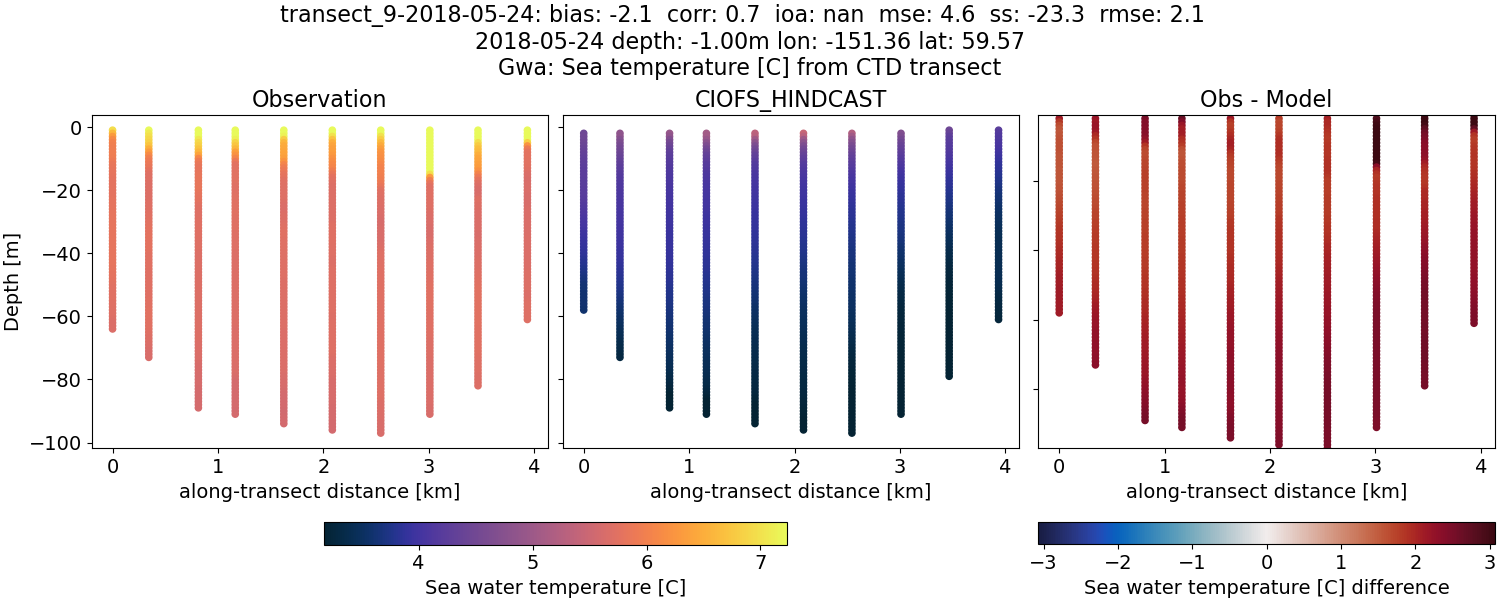 transect_9-2018-05-24: bias: -2.1  corr: 0.7  ioa: nan  mse: 4.6  ss: -23.3  rmse: 2.1
2018-05-24 depth: -1.00m lon: -151.36 lat: 59.57
Gwa: Sea temperature [C] from CTD transect
Observation
CIOFS_HINDCAST
Obs - Model
Depth [m]
0
−20
−40
−60
−80
−100
0 1 2 3 4
0 1 2 3 4
0 1 2 3 4
along-transect distance [km]
along-transect distance [km]
along-transect distance [km]
4 5 6 7
Sea water temperature [C]
−3 −2 −1 0 1 2 3
Sea water temperature [C] difference